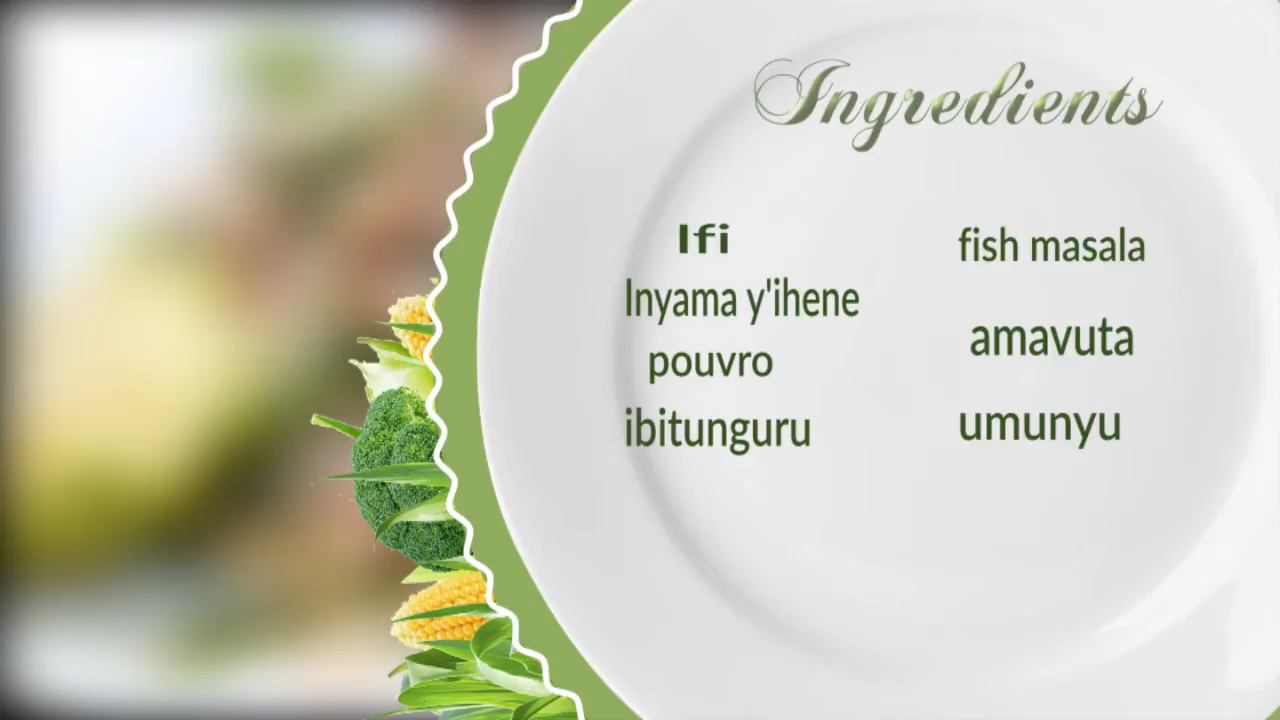 Ingredients
Ifi
Inyama y'ihene
pouvro
ibitunguru
fish masala
amavuta
umunyu